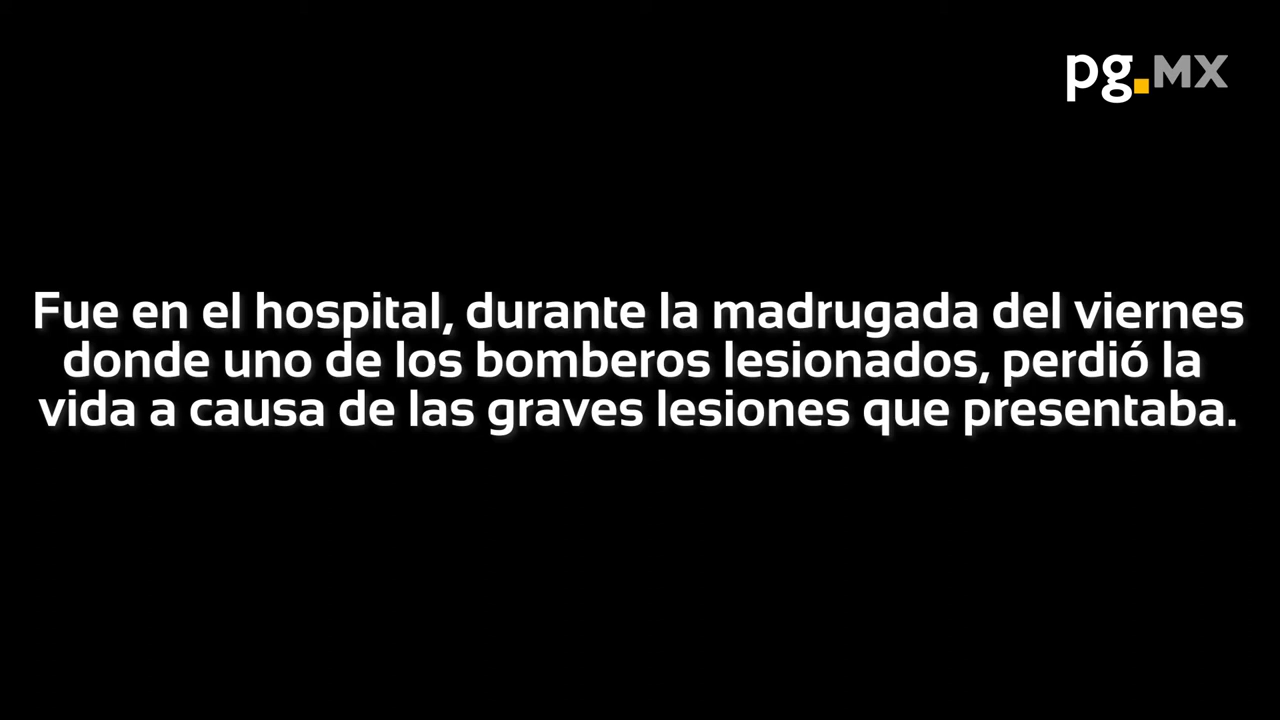 pg.MX
Fue en el hospital, durante la madrugada del viernes
donde uno de los bomberos lesionados, perdió la
vida a causa de las graves lesiones que presentaba.